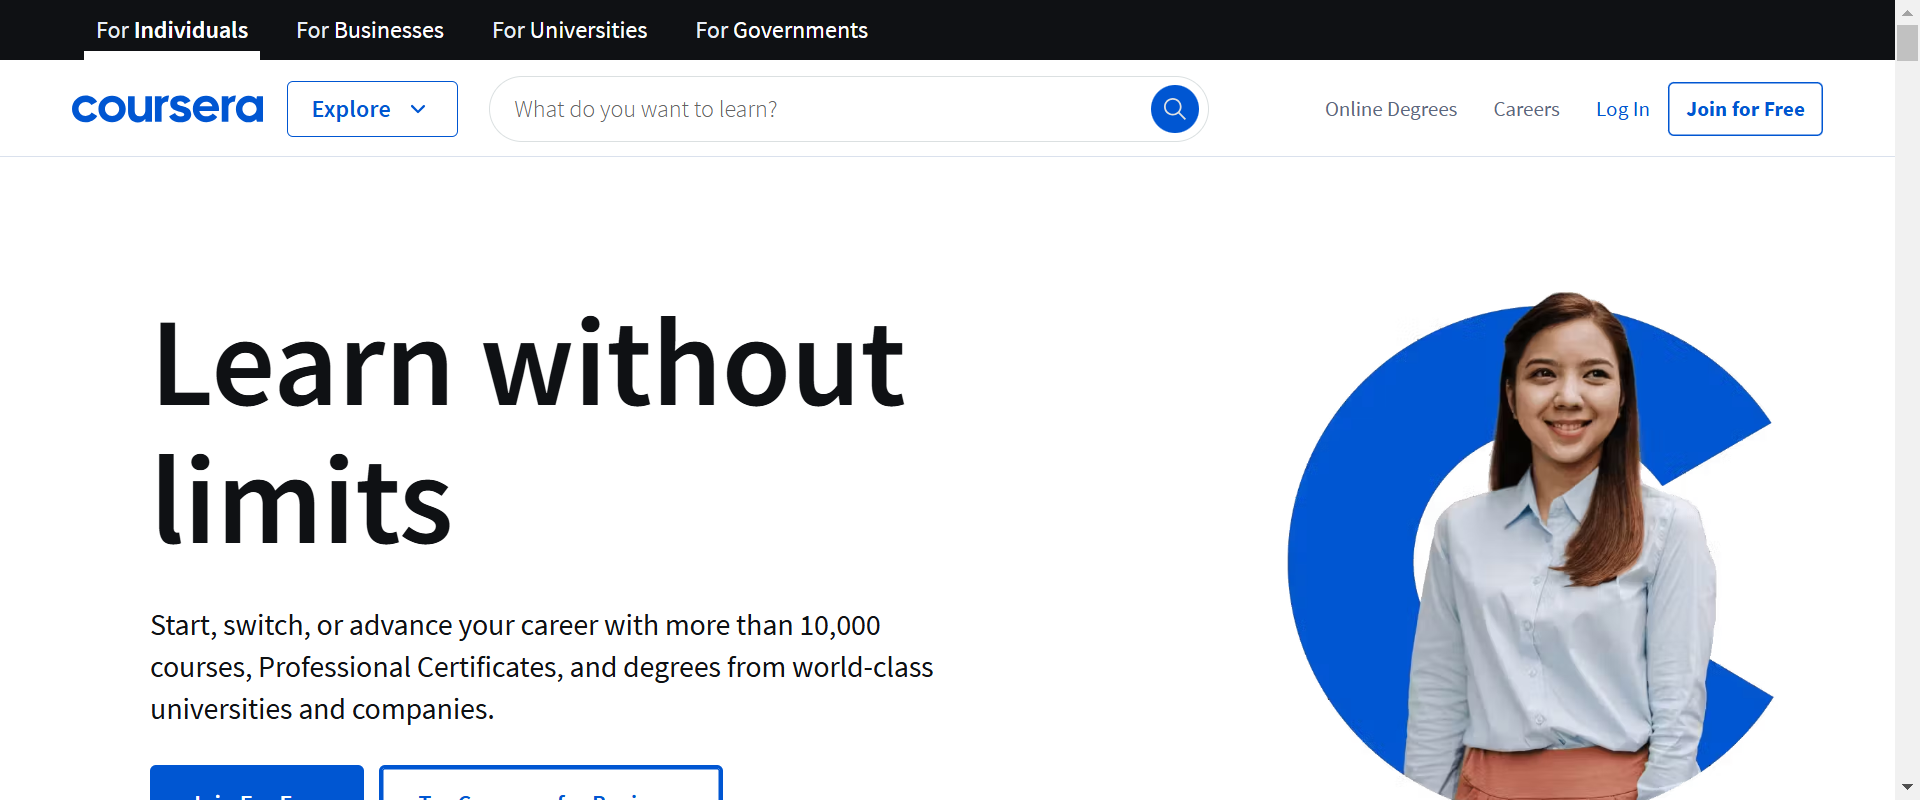 For Individuals For Businesses For Universities For Governments
coursera Explore What do you want to learn? Online Degrees Careers Log In Join for Free
Learn without
limits
Start, switch, or advance your career with more than 10,000
courses, Professional Certificates, and degrees from world-class
universities and companies.